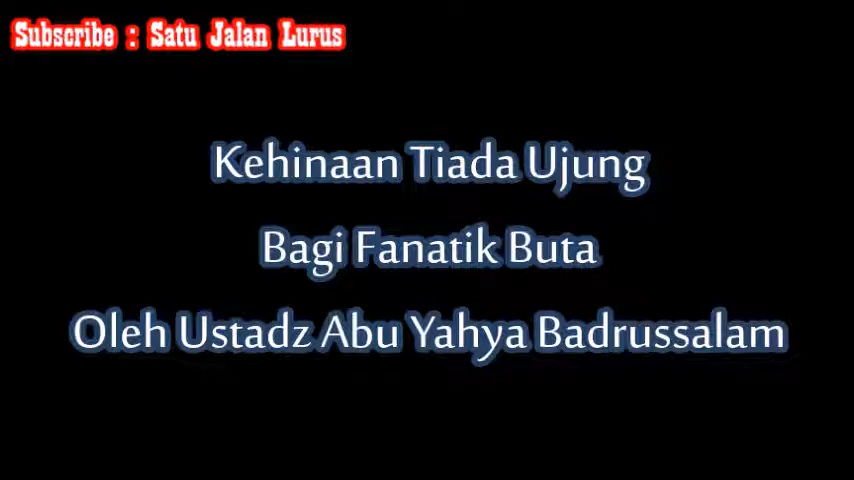 Subscribe : Satu Jalan Lurus
Kehinaan Tiada Ujung
Bagi Fanatik Buta
Oleh Ustadz Abu Yahya Badrussalam